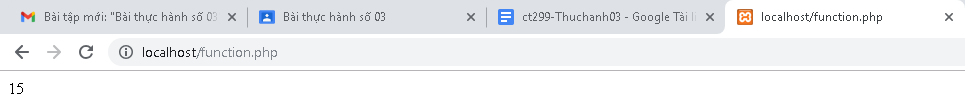 Bài tập mới: "Bài thực hành số 03
Bài thực hành số 03
ct299-Thuchanh03 - Google Tài li
localhost/function.php
localhost/function.php
15